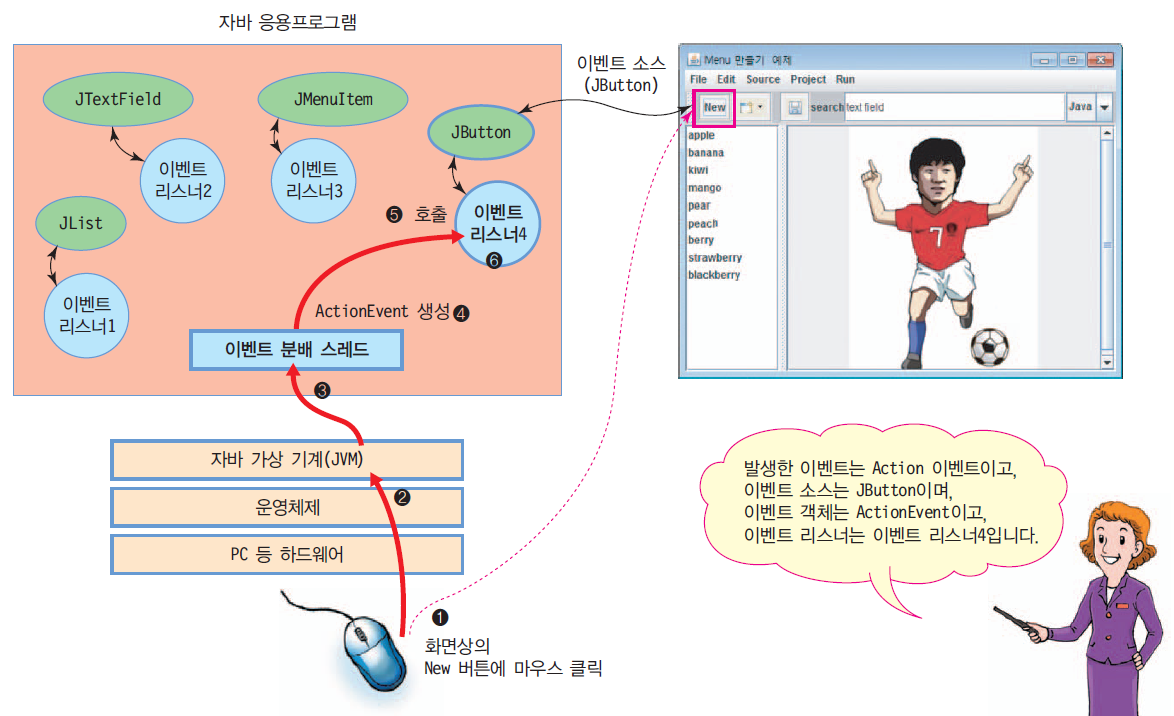 자바 응용프로그램
JTextField
JMenuItem
JButton
이벤트
리스너2
이벤트
리스너3
JList
이벤트
리스너4
❻
이벤트
리스너1
❺ 호출
ActionEvent 생성❹
이벤트 분배 스레드
❸
자바 가상 기계(JVM)
❷
운영체제
PC 등 하드웨어
❶
화면상의
New 버튼에 마우스 클릭
이벤트 소스
(JButton)
Menu 만들기 예제
File Edit Source Project Run
New search text field Java
apple
banana
kiwi
mango
pear
peach
berry
strawberry
blackberry
7
발생한 이벤트는 Action 이벤트이고,
이벤트 소스는 JButton이며,
이벤트 객체는 ActionEvent이고,
이벤트 리스너는 이벤트 리스너4입니다.